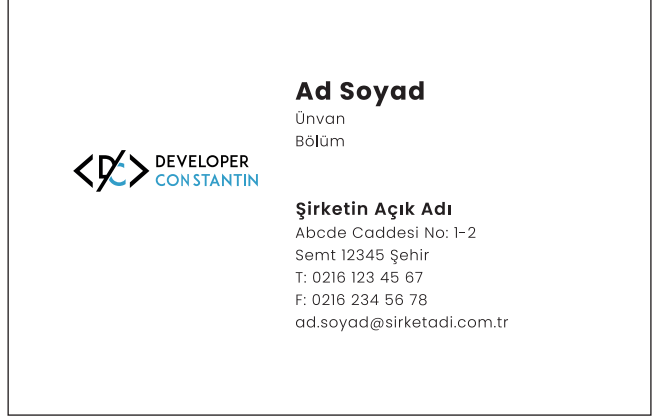 DEVELOPER
CONSTANTIN
Ad Soyad
Ünvan
Bölüm
Şirketin Açık Adı
Abcde Caddesi No: 1-2
Semt 12345 Şehir
T: 0216 123 45 67
F: 0216 234 56 78
ad.soyad@sirketadi.com.tr